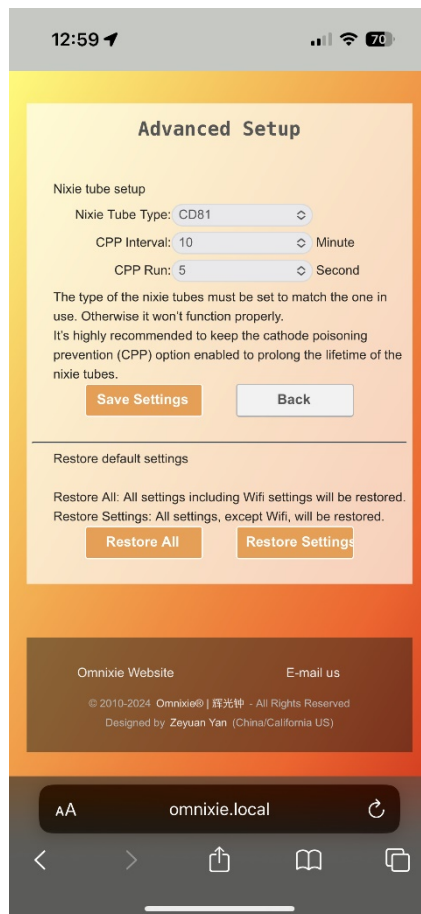 12:59
70
Advanced Setup
Nixie tube setup
Nixie Tube Type: CD81
CPP Interval: 10 Minute
CPP Run: 5 Second
The type of the nixie tubes must be set to match the one in
use. Otherwise it won't function properly.
It's highly recommended to keep the cathode poisoning
prevention (CPP) option enabled to prolong the lifetime of the
nixie tubes.
Save Settings Back
Restore default settings
Restore All: All settings including Wifi settings will be restored.
Restore Settings: All settings, except Wifi, will be restored.
Restore All Restore Settings
Omnixie Website E-mail us
© 2010-2024 Omnixie® | 辉光钟 - All Rights Reserved
Designed by Zeyuan Yan (China/California US)
AA omnixie.local